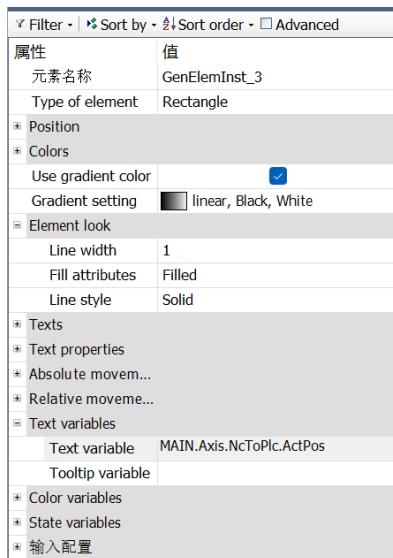 Filter Sort by Sort order Advanced
属性 值
元素名称 GenElemInst_3
Type of element Rectangle
Position
Colors
Use gradient color
Gradient setting linear, Black, White
Element look
Line width 1
Fill attributes Filled
Line style Solid
Texts
Text properties
Absolute movem...
Relative moveme...
Text variables
Text variable MAIN.Axis.NcToPlc.ActPos
Tooltip variable
Color variables
State variables
输入配置